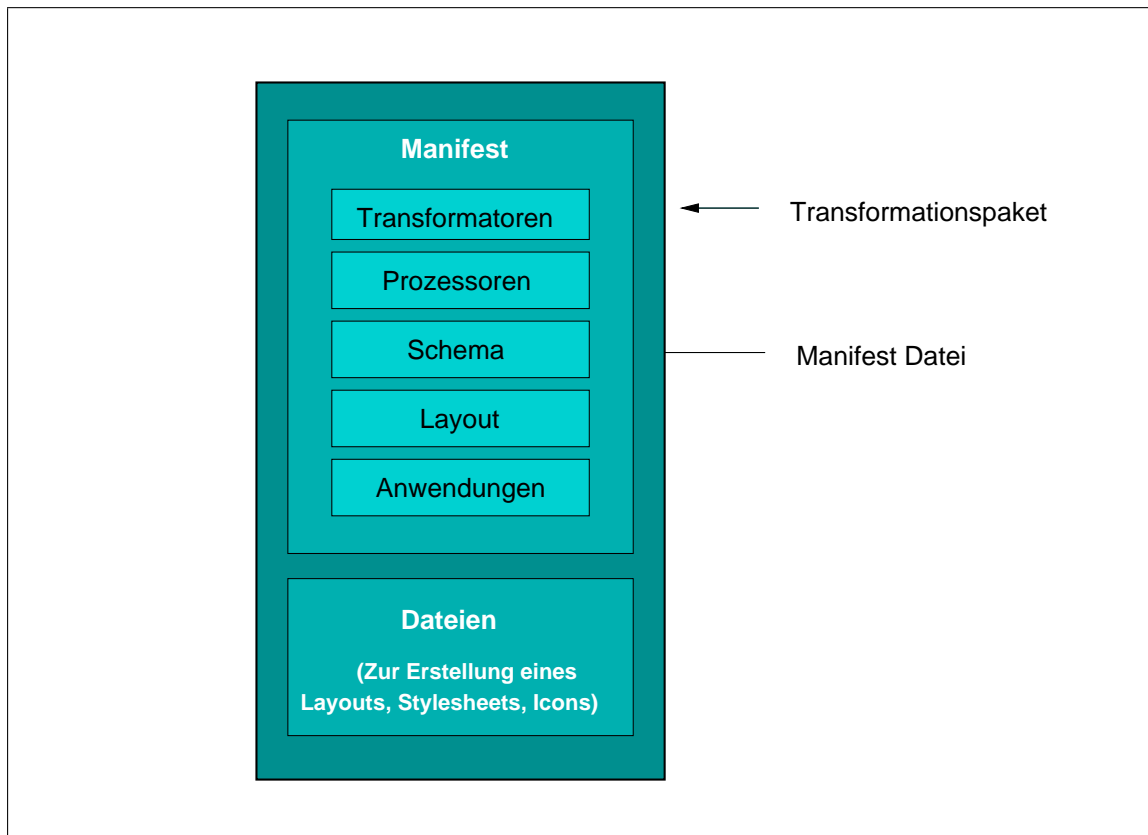 Manifest
Transformatoren
Transformationspaket
Prozessoren
Schema
Manifest Datei
Layout
Anwendungen
Dateien
(Zur Erstellung eines
Layouts, Stylesheets, Icons)